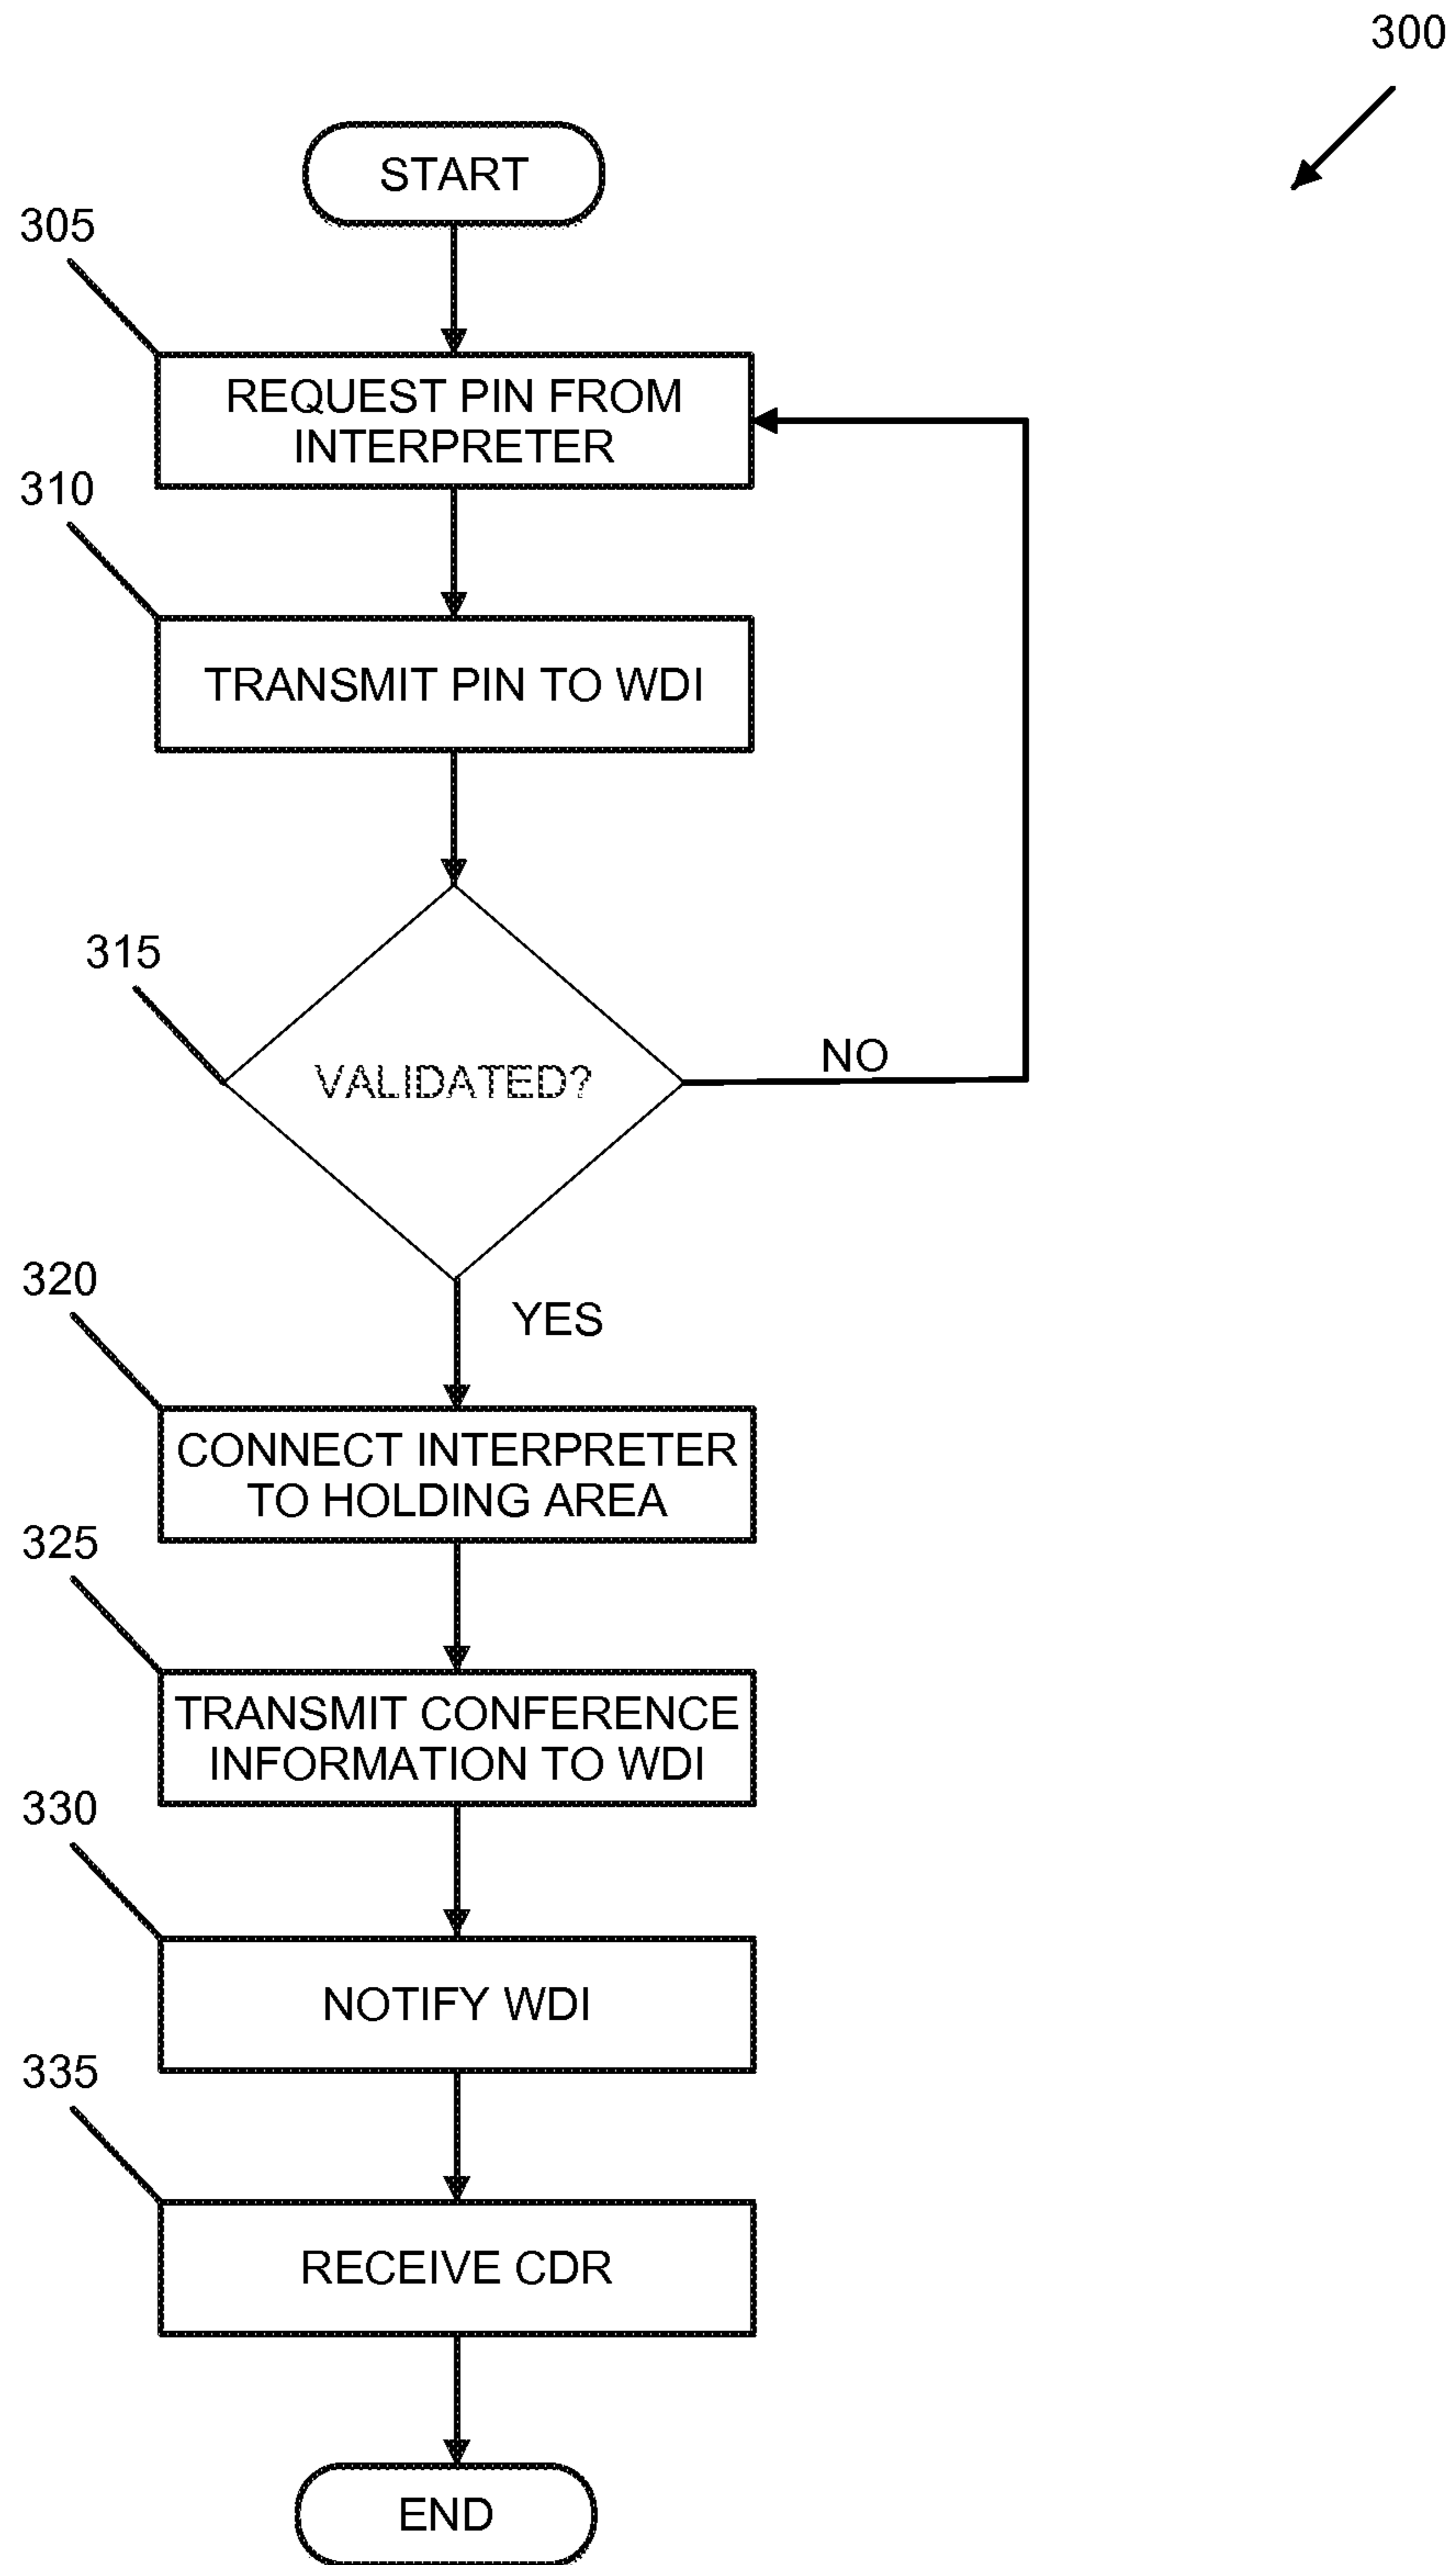 300
START
305
REQUEST PIN FROM
INTERPRETER
310
TRANSMIT PIN TO WDI
315
VALIDATED?
NO
320
YES
CONNECT INTERPRETER
TO HOLDING AREA
325
TRANSMIT CONFERENCE
INFORMATION TO WDI
330
NOTIFY WDI
335
RECEIVE CDR
END